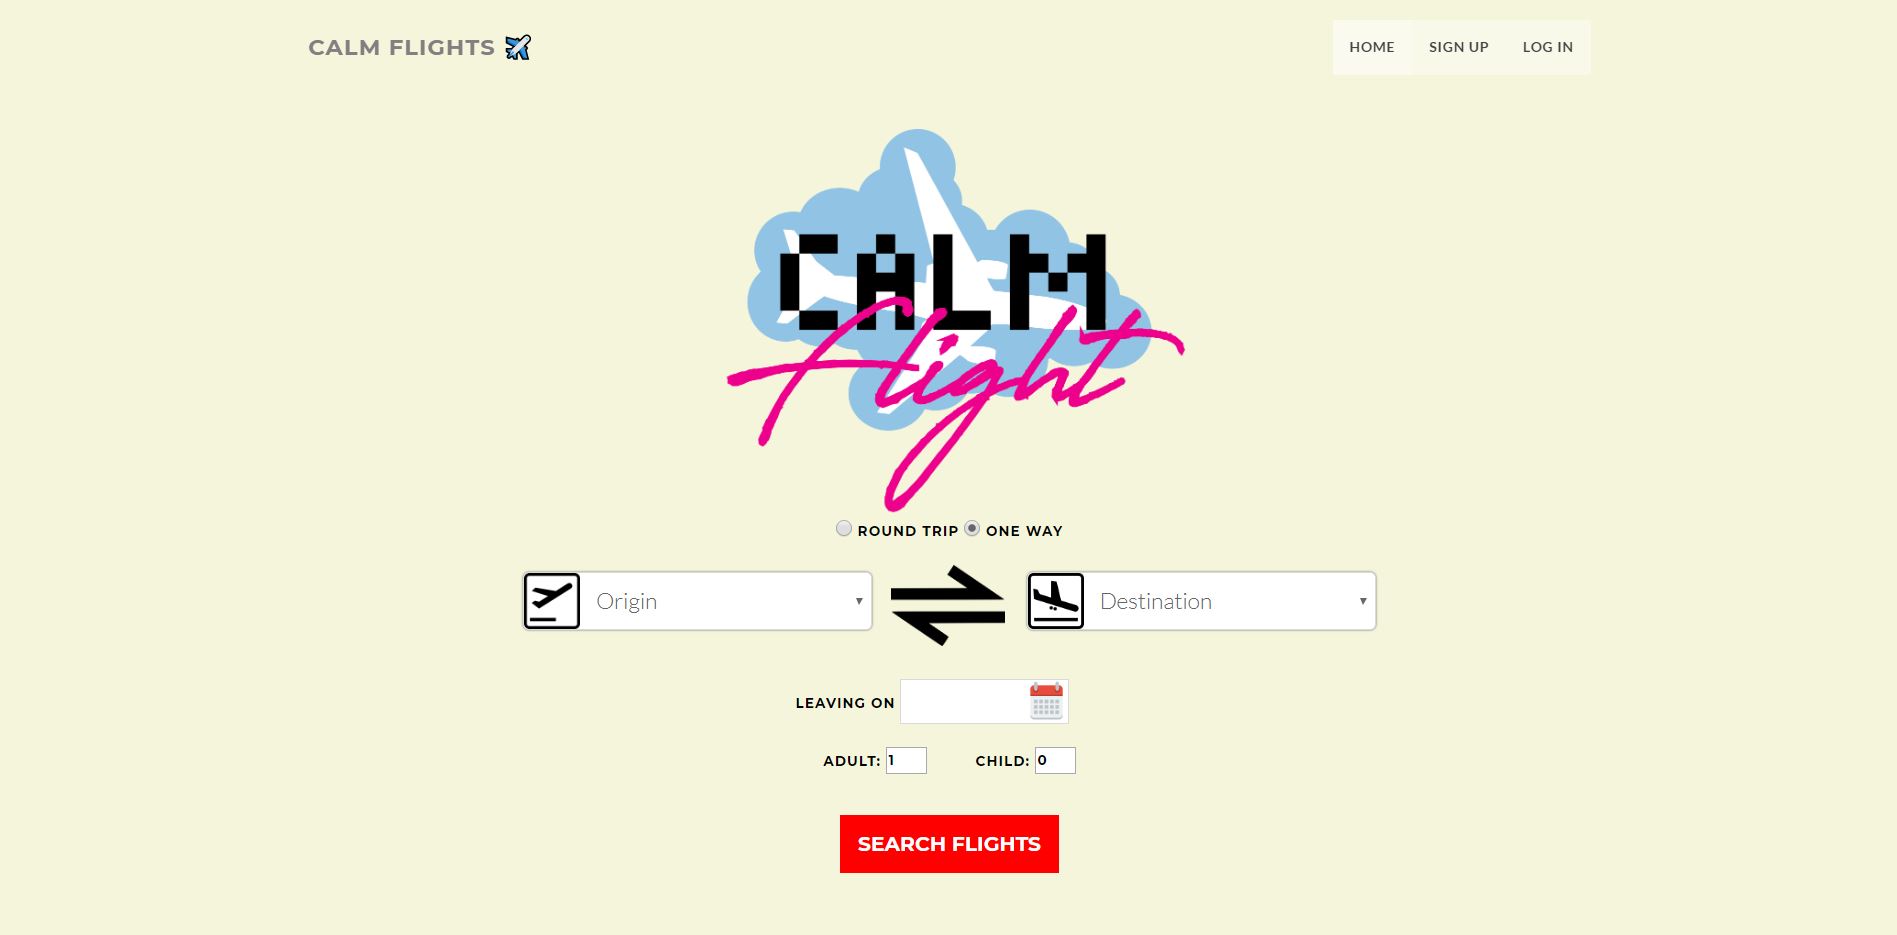 CALM FLIGHTS
HOME SIGN UP LOG IN
CALM
Flight
ROUND TRIP ONE WAY
Origin Destination
LEAVING ON
ADULT: 1 CHILD: 0
SEARCH FLIGHTS